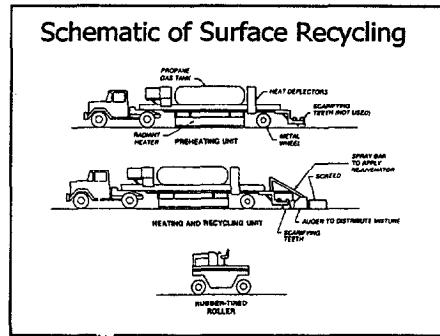 Schematic of Surface Recycling
PROPANE
GAS TANK
HEAT DEFLECTORS
SCARIFYING
TEETH (NOT USED)
RADIANT
HEATER
PREHEATING UNIT
METAL
WHEEL
SPRAY BAR
TO APPLY
REJUVENATOR
SCREED
HEATING AND RECYCLING UNIT
AUGER TO DISTRIBUTE MIXTURE
SCARIFYING
TEETH
RUBBER-TIRED
ROLLER